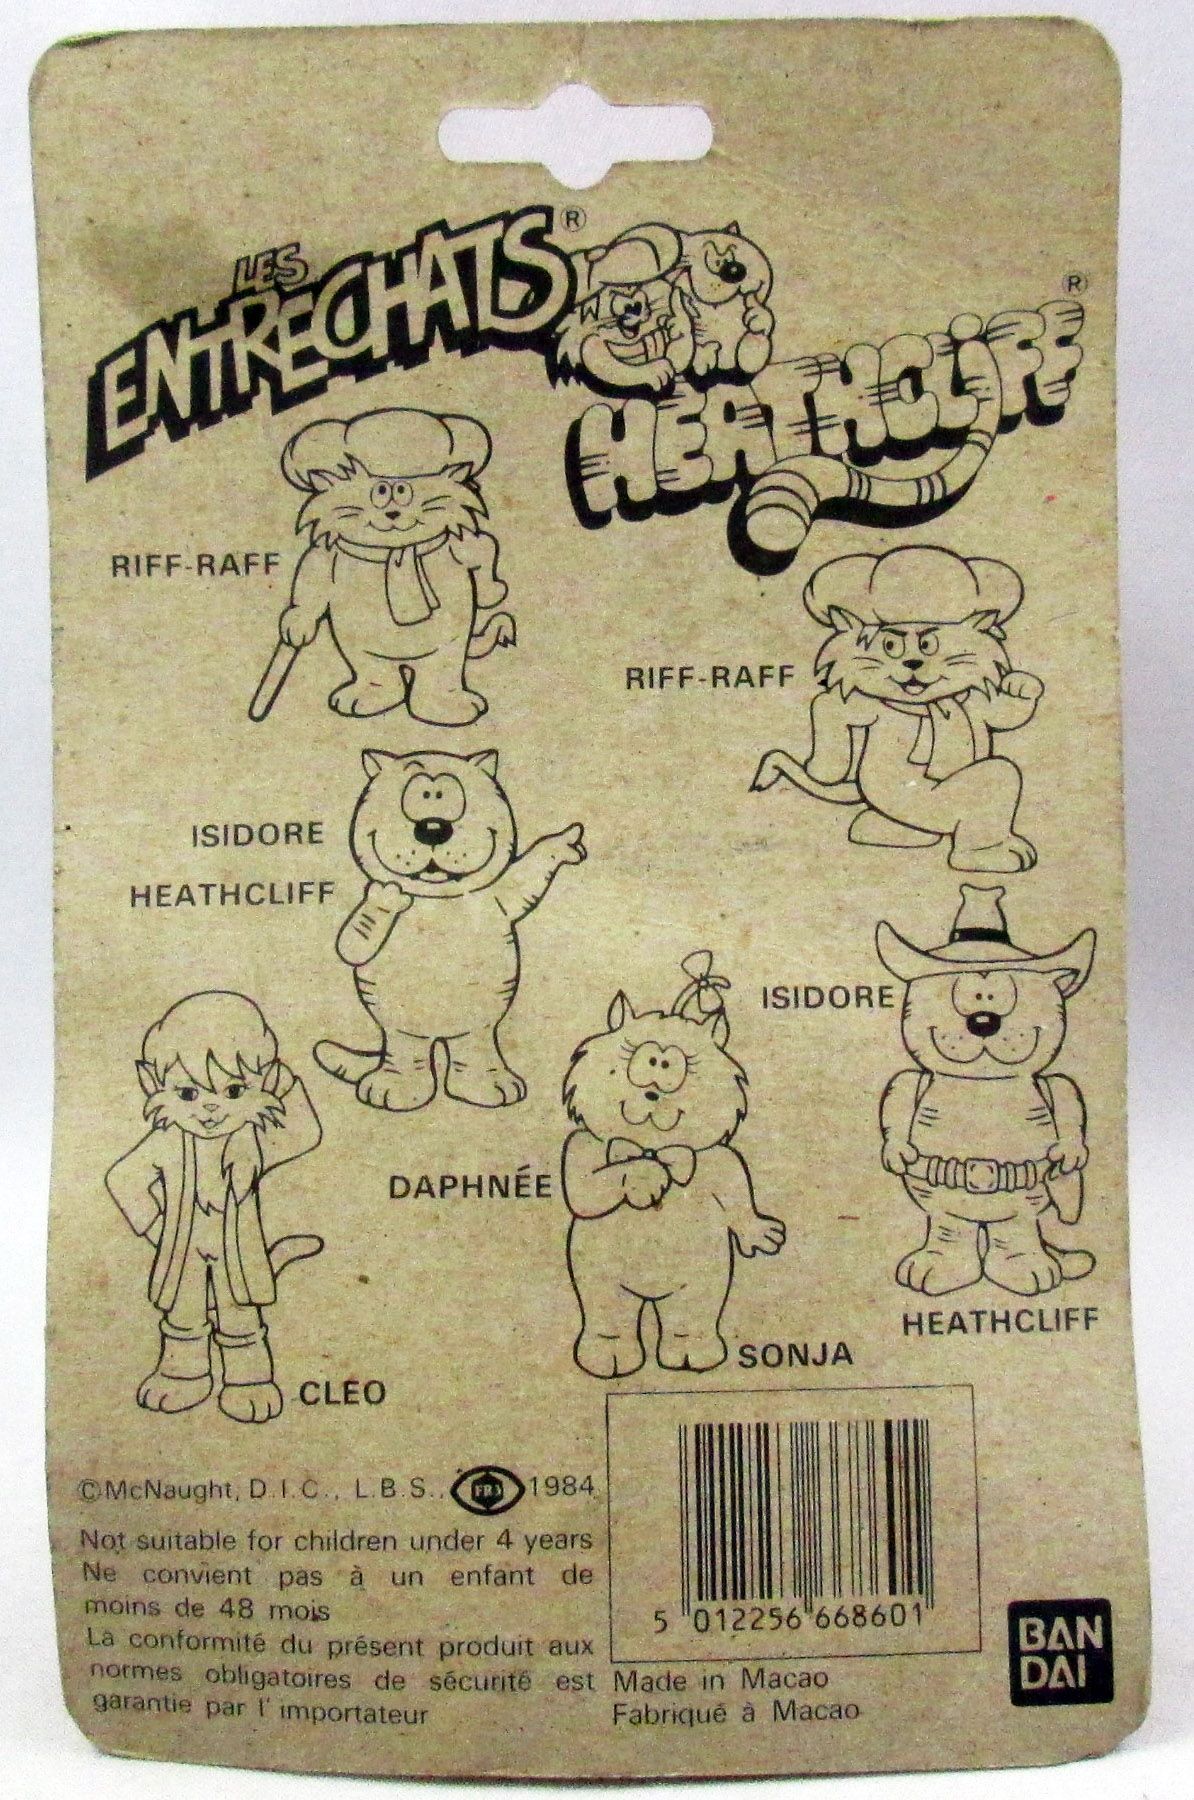 LES
ENTRECHATS®
HEATHCLIFF®
RIFF-RAFF
RIFF-RAFF
ISIDORE
HEATHCLIFF
ISIDORE
DAPHNÉE
HEATHCLIFF
SONJA
CLEO
©McNaught, D.I.C., L.B.S., FRJ 1984
Not suitable for children under 4 years
Ne convient pas à un enfant de
moins de 48 mois
La conformité du présent produit aux
normes obligatoires de sécurité est
garantie par l' importateur
5 012256 668601
Made in Macao
Fabriqué à Macao
BAN
DAI